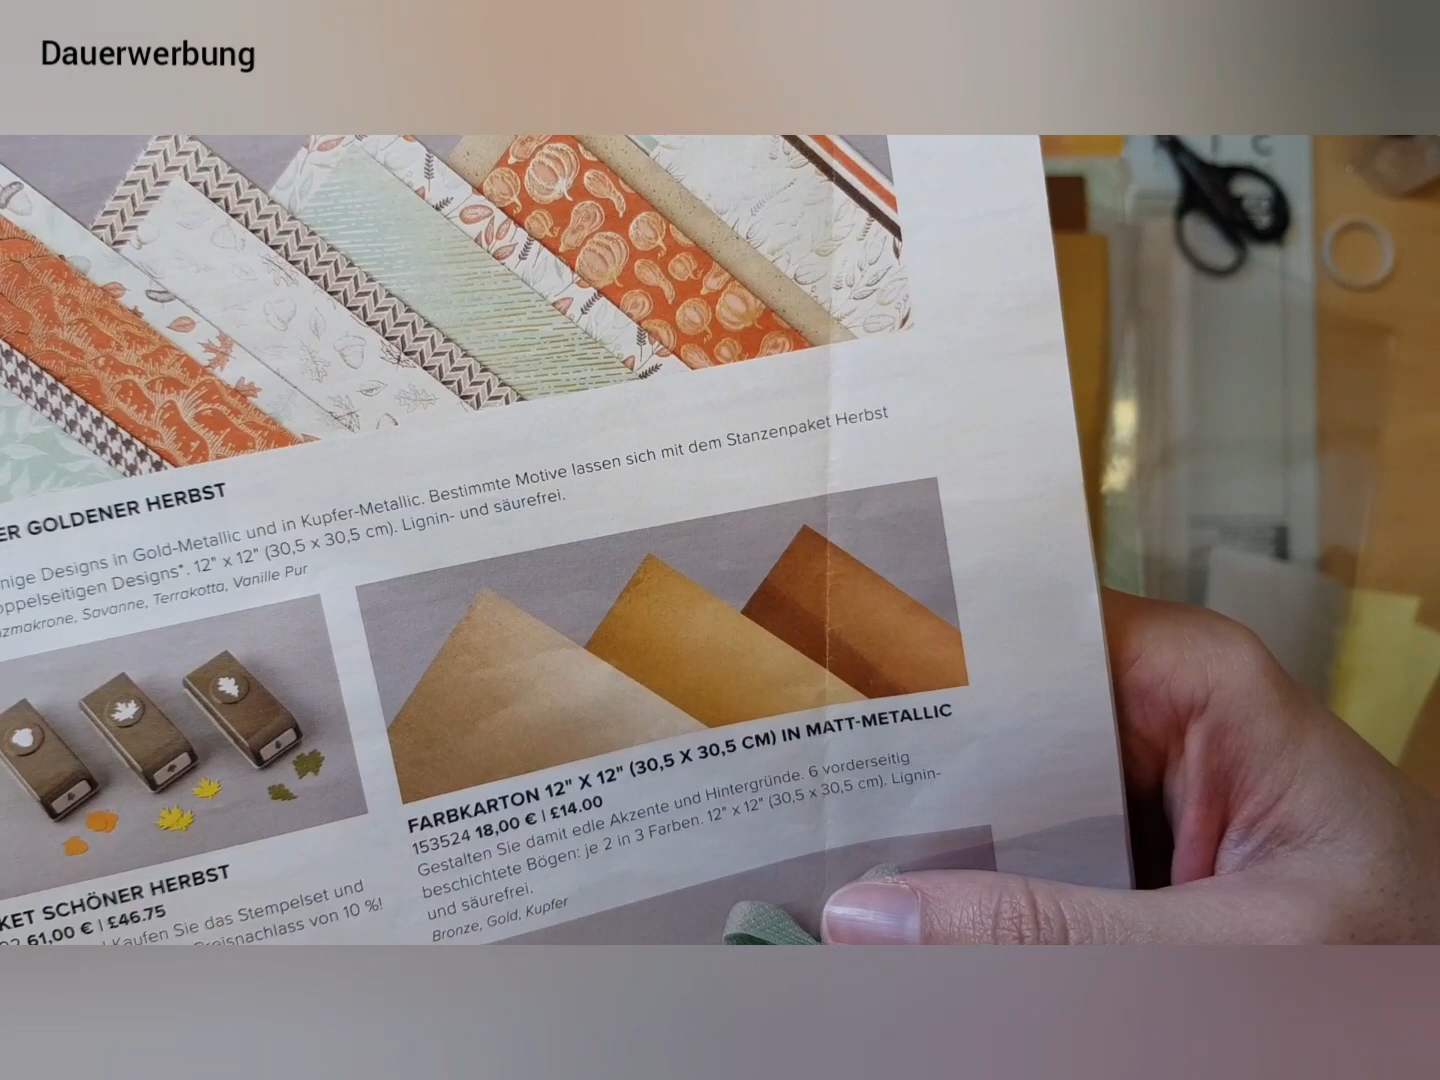 Dauerwerbung
ER GOLDENER HERBST
nige Designs in Gold-Metallic und in Kupfer-Metallic. Bestimmte Motive lassen sich mit dem Stanzenpaket Herbst
oppelseitigen Designs*. 12" x 12" (30,5 x 30,5 cm). Lignin- und säurefrei.
zmakrone, Savanne, Terrakotta, Vanille Pur
FARBKARTON 12" X 12" (30,5 X 30,5 CM) IN MATT-METALLIC
153524 18,00 € | £14.00
Gestalten Sie damit edle Akzente und Hintergründe. 6 vorderseitig
beschichtete Bögen: je 2 in 3 Farben. 12" x 12" (30,5 x 30,5 cm). Lignin-
und säurefrei.
Bronze, Gold, Kupfer
KET SCHÖNER HERBST
61,00 € | £46.75
Kaufen Sie das Stempelset und
Preisnachlass von 10 %!